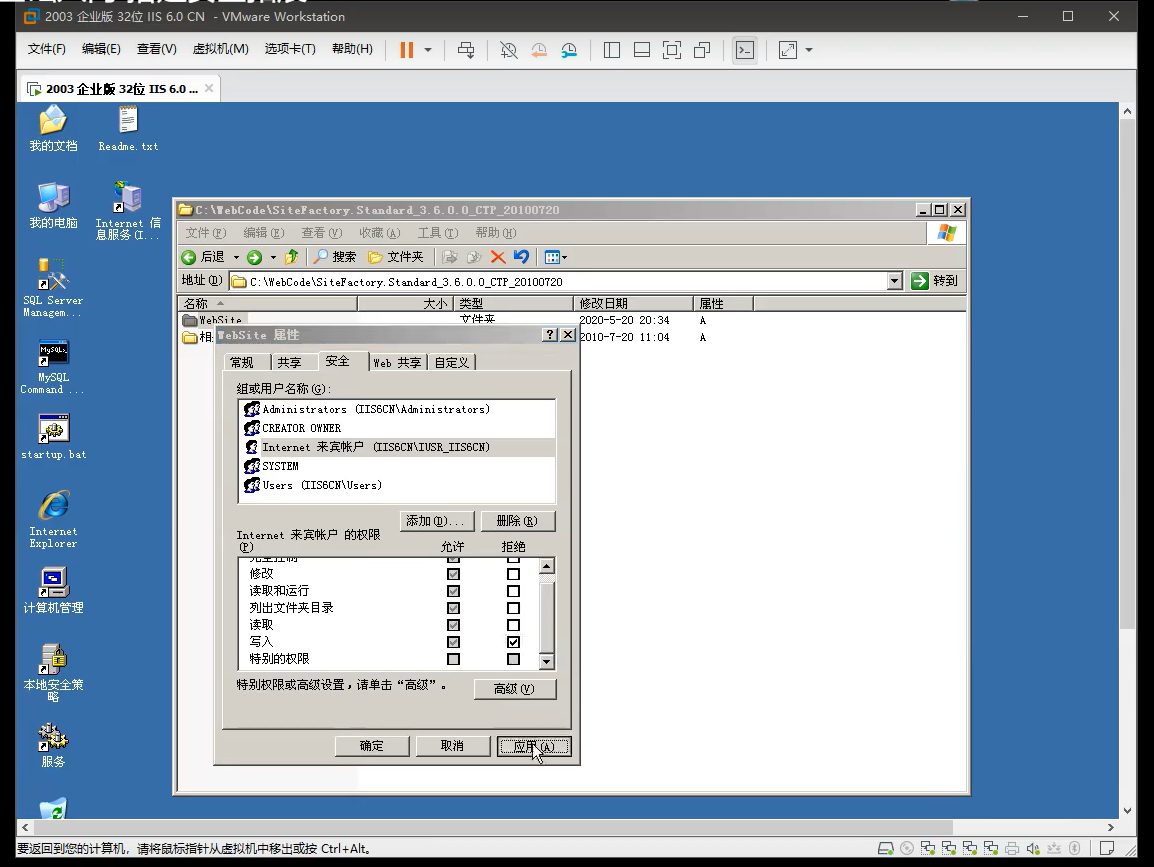 2003 企业版 32位 IIS 6.0 CN - VMware Workstation
文件(F) 编辑(E) 查看(V) 虚拟机(M) 选项卡(T) 帮助(H)
2003 企业版 32位 IIS 6.0 ...
我的文档
Readme.txt
我的电脑
Internet 信
息服务(I...
SQL Server
Managem...
MySQL
Command ...
startup.bat
Internet
Explorer
计算机管理
本地安全策
略
服务
C:\WebCode\SiteFactory.Standard_3.6.0.0_CTP_20100720
文件(F) 编辑(E) 查看(V) 收藏(A) 工具(T) 帮助(H)
后退 搜索 文件夹
地址(D) C:\WebCode\SiteFactory.Standard_3.6.0.0_CTP_20100720 转到
名称 大小 类型 修改日期 属性
WebSite 文件夹 2020-5-20 20:34 A
相 2010-7-20 11:04 A
WebSite 属性
常规 共享 安全 Web 共享 自定义
组或用户名称(G):
Administrators (IIS6CN\Administrators)
CREATOR OWNER
Internet 来宾帐户 (IIS6CN\IUSR_IIS6CN)
SYSTEM
Users (IIS6CN\Users)
添加(D)... 删除(R)
Internet 来宾帐户 的权限
(P) 允许 拒绝
完全控制
修改
读取和运行
列出文件夹目录
读取
写入
特别的权限
特别权限或高级设置，请单击“高级”。
高级(V)
确定 取消 应用(A)
要返回到您的计算机，请将鼠标指针从虚拟机中移出或按 Ctrl+Alt。